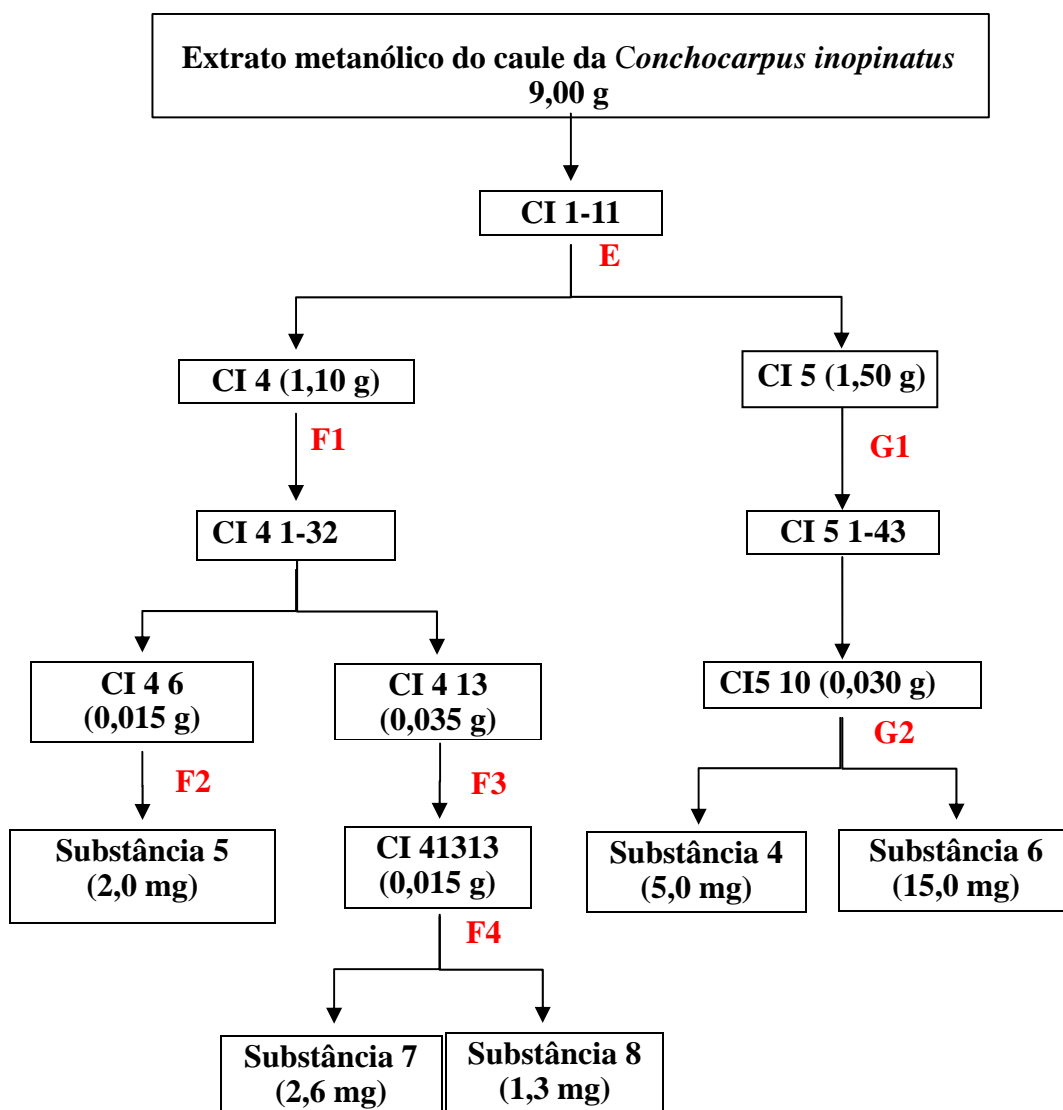 Extrato metanólico do caule da Conchocarpus inopinatus
9,00 g
CI 1-11
E
CI 4 (1,10 g)
CI 5 (1,50 g)
F1
G1
CI 4 1-32
CI 5 1-43
CI 4 6
(0,015 g)
CI 4 13
(0,035 g)
CI5 10 (0,030 g)
G2
F2
F3
Substância 5
(2,0 mg)
CI 41313
(0,015 g)
Substância 4
(5,0 mg)
Substância 6
(15,0 mg)
F4
Substância 7
(2,6 mg)
Substância 8
(1,3 mg)